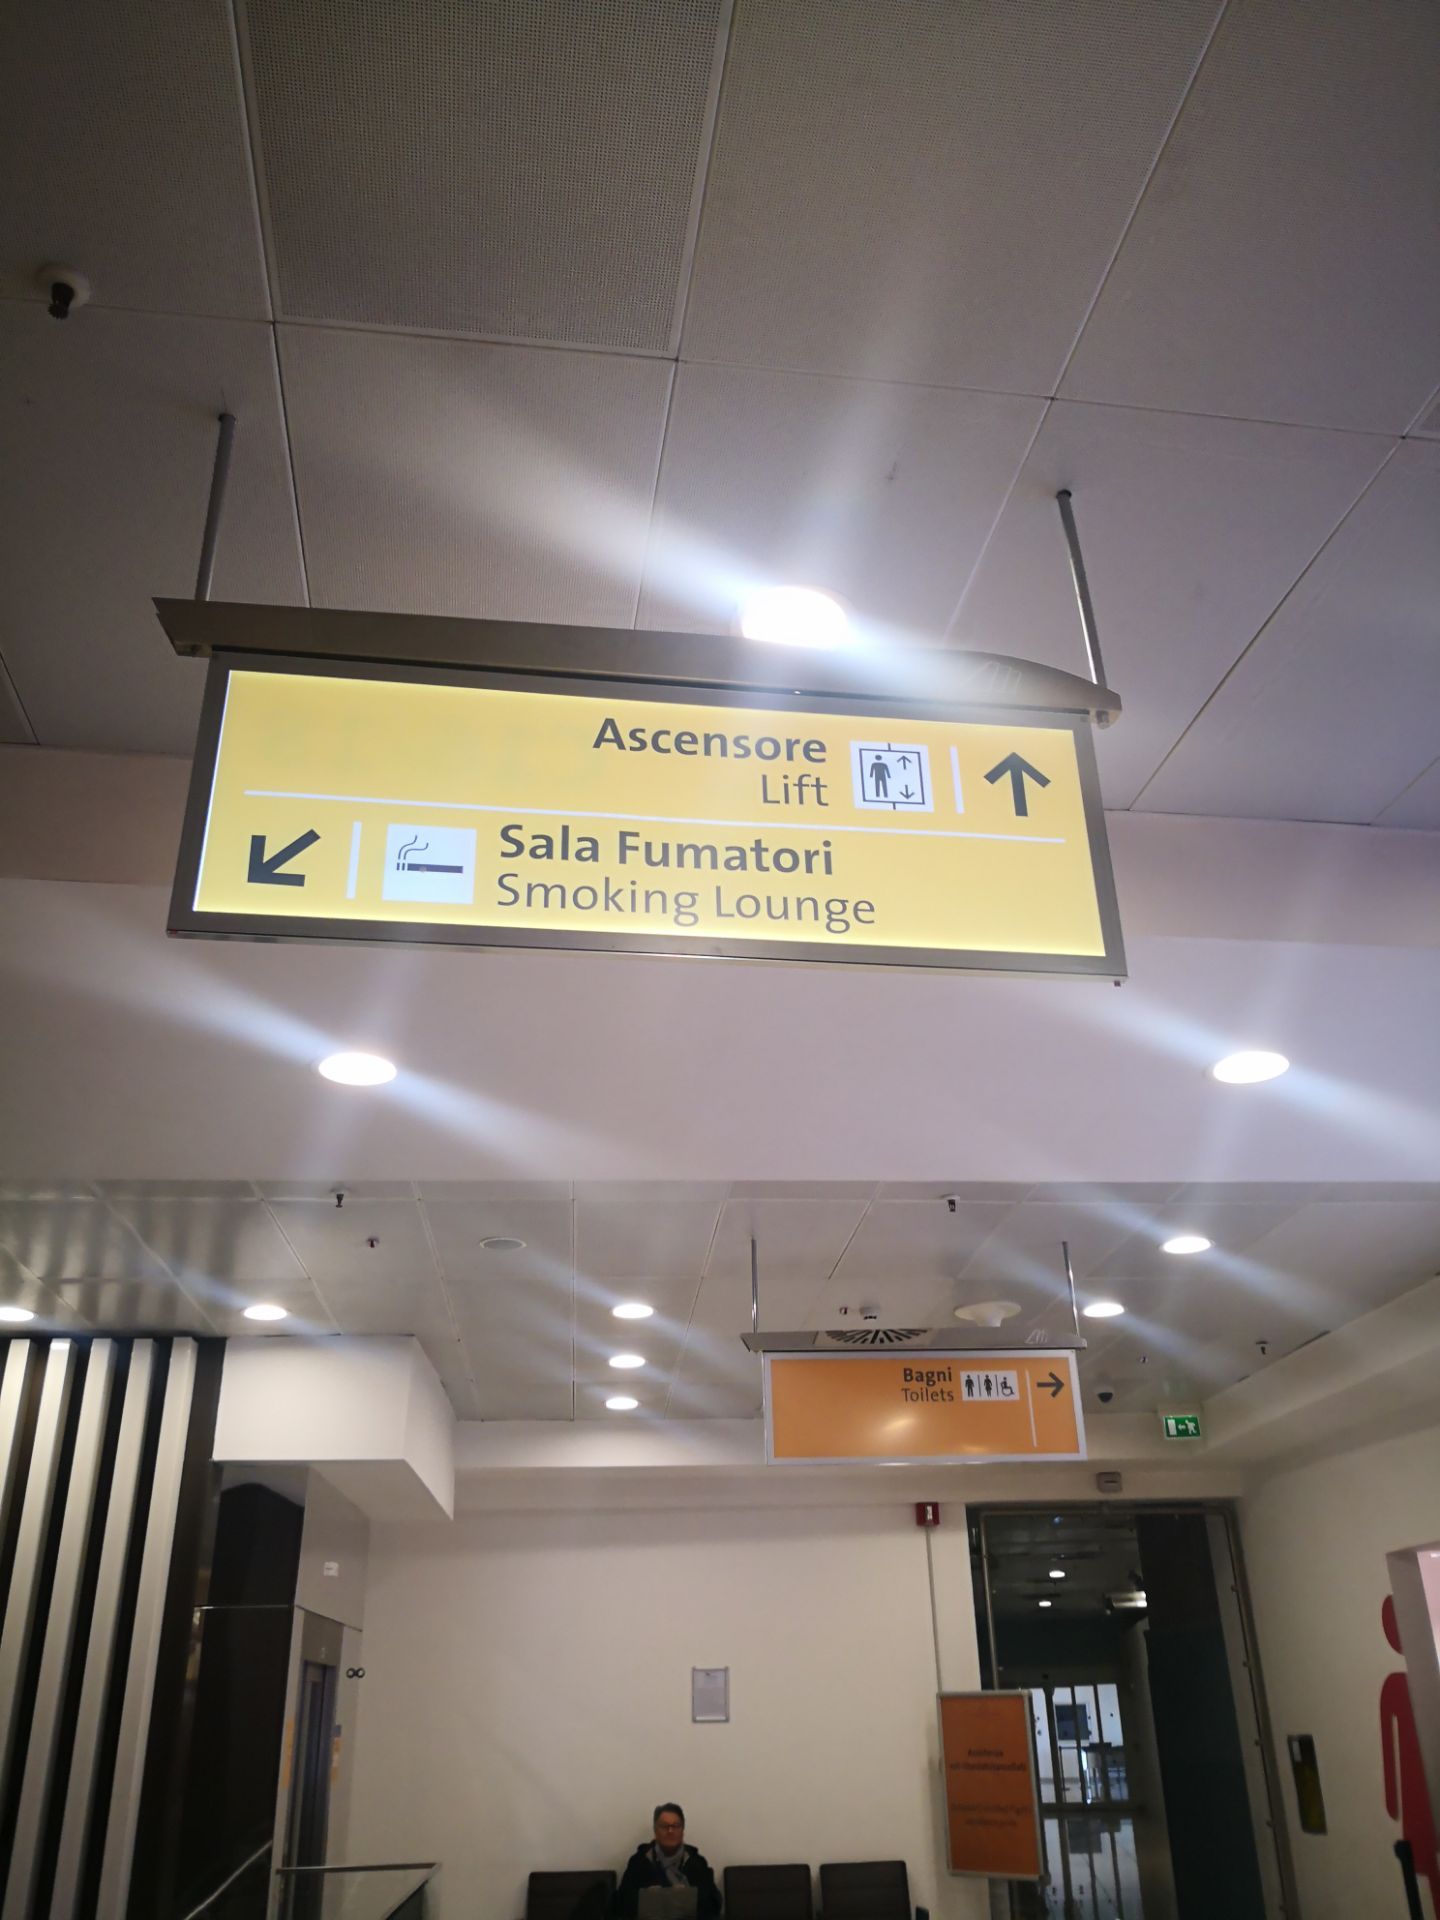 Ascensore
Lift
Sala Fumatori
Smoking Lounge
Bagni
Toilets